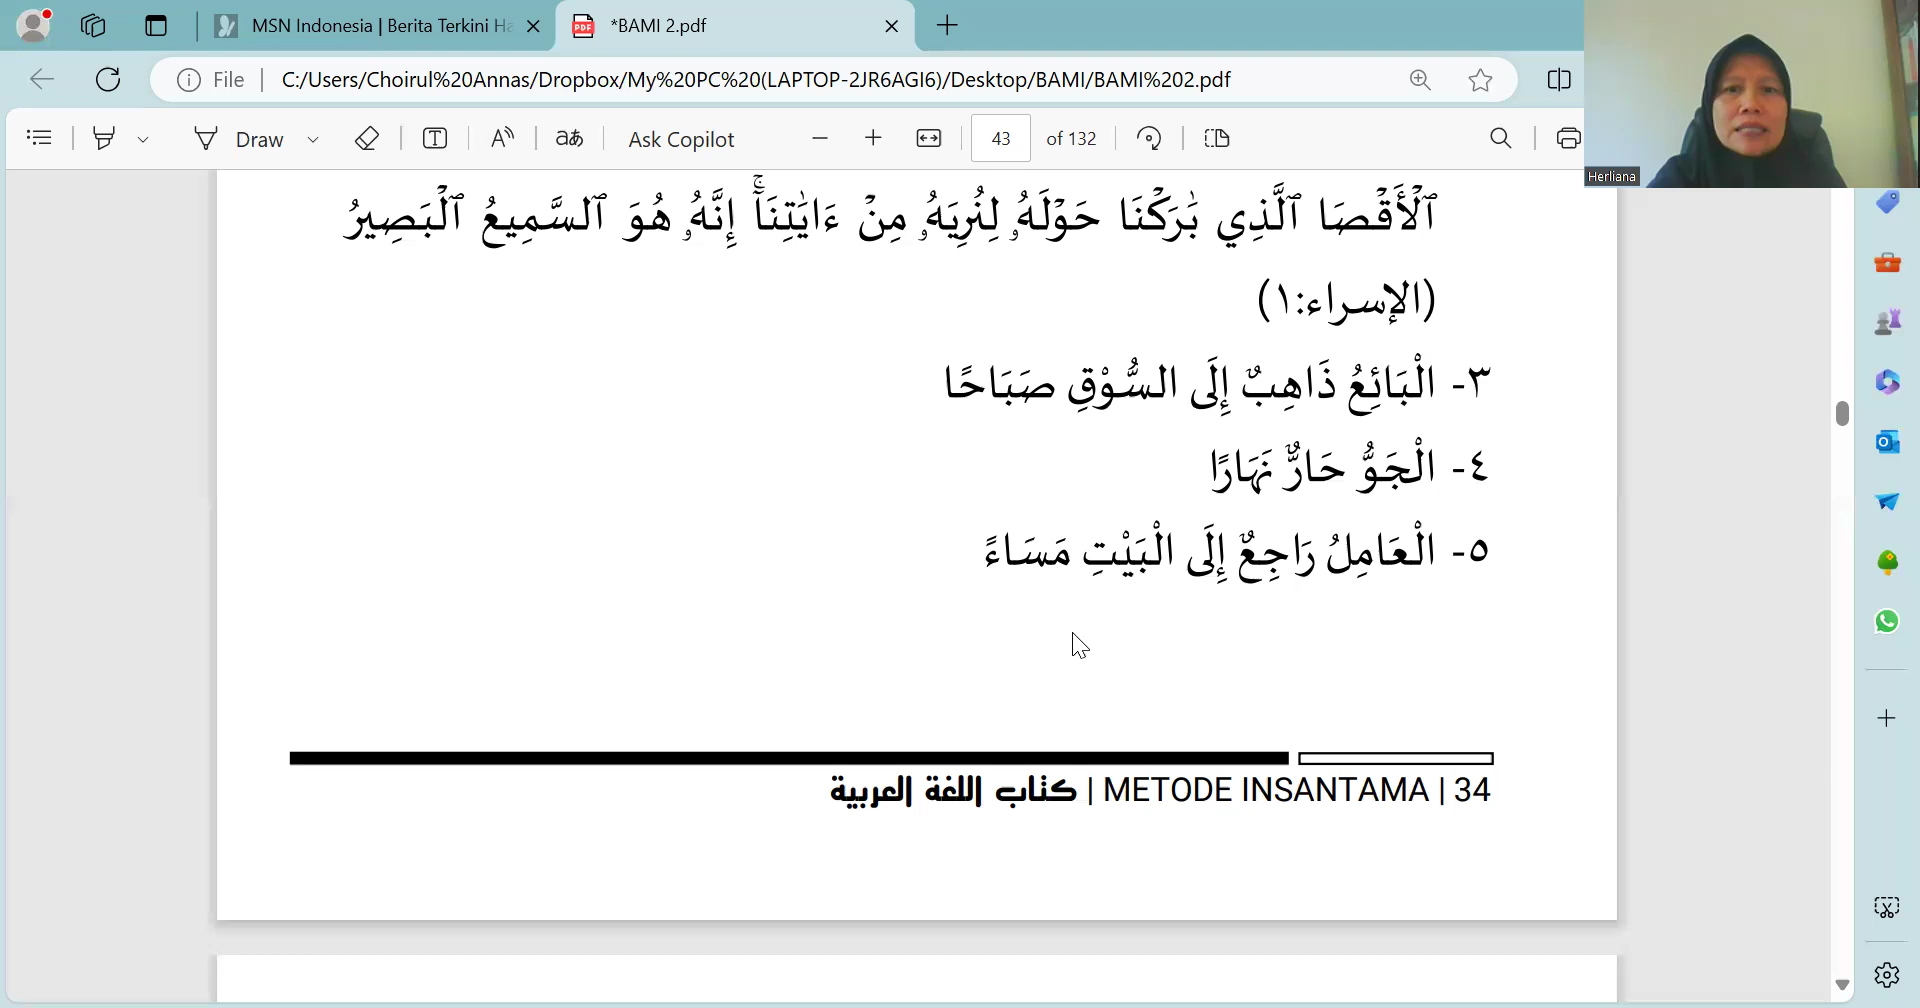 MSN Indonesia | Berita Terkini Ha
*BAMI 2.pdf
File
C:/Users/Choirul%20Annas/Dropbox/My%20PC%20(LAPTOP-2JR6AGI6)/Desktop/BAMI/BAMI%202.pdf
Draw
Ask Copilot
43 of 132
Herliana
ٱلۡأَقۡصَا ٱلَّذِي بَٰرَكۡنَا حَوۡلَهُۥ لِنُرِيَهُۥ مِنۡ ءَايَٰتِنَآۚ إِنَّهُۥ هُوَ ٱلسَّمِيعُ ٱلۡبَصِيرُ
(الإسراء:١)
٣- الْبَائِعُ ذَاهِبٌ إِلَى السُّوْقِ صَبَاحًا
٤- الْجَوُّ حَارٌّ نَهَارًا
٥- الْعَامِلُ رَاجِعٌ إِلَى الْبَيْتِ مَسَاءً
كتاب اللغة العربية | METODE INSANTAMA | 34